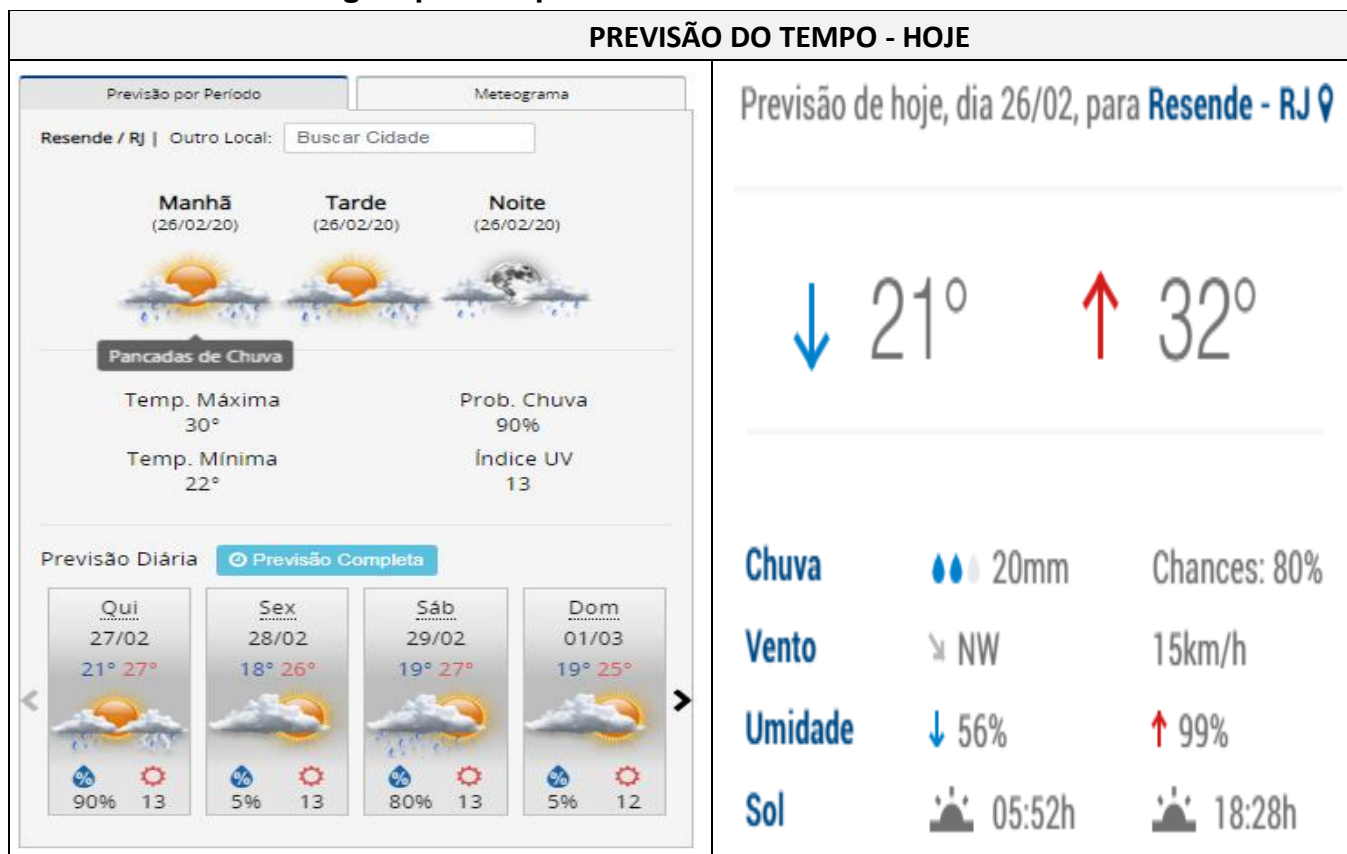 PREVISÃO DO TEMPO - HOJE
Previsão por Período
Meteograma
Resende / RJ | Outro Local: Buscar Cidade
Manhã Tarde Noite
(26/02/20) (26/02/20) (26/02/20)
Pancadas de Chuva
Temp. Máxima Prob. Chuva
30° 90%
Temp. Mínima Índice UV
22° 13
Previsão Diária Previsão Completa
Qui Sex Sáb Dom
27/02 28/02 29/02 01/03
21° 27° 18° 26° 19° 27° 19° 25°
90% 13 5% 13 80% 13 5% 12
Previsão de hoje, dia 26/02, para Resende - RJ
↓ 21° ↑ 32°
Chuva 20mm Chances: 80%
Vento NW 15km/h
Umidade ↓ 56% ↑ 99%
Sol 05:52h 18:28h